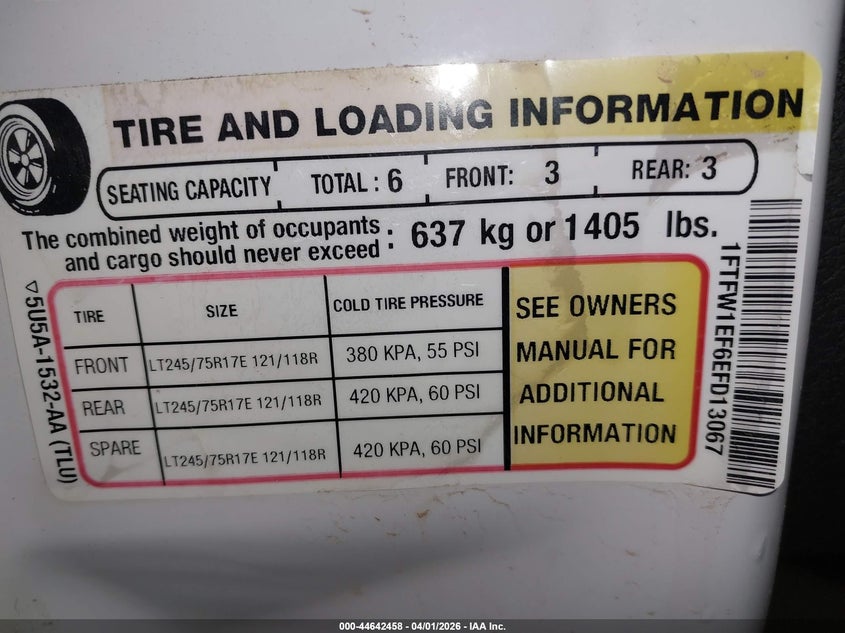 TIRE AND LOADING INFORMATION
SEATING CAPACITY TOTAL : 6 FRONT: 3 REAR: 3
The combined weight of occupants
and cargo should never exceed : 637 kg or 1405 lbs.
TIRE SIZE COLD TIRE PRESSURE
FRONT LT245/75R17E 121/118R 380 KPA, 55 PSI
REAR LT245/75R17E 121/118R 420 KPA, 60 PSI
SPARE LT245/75R17E 121/118R 420 KPA, 60 PSI
SEE OWNERS
MANUAL FOR
ADDITIONAL
INFORMATION
5U5A-1532-AA (TLU)
1FTFW1EF6EFD13067
000-44642458 - 04/01/2026 - IAA Inc.